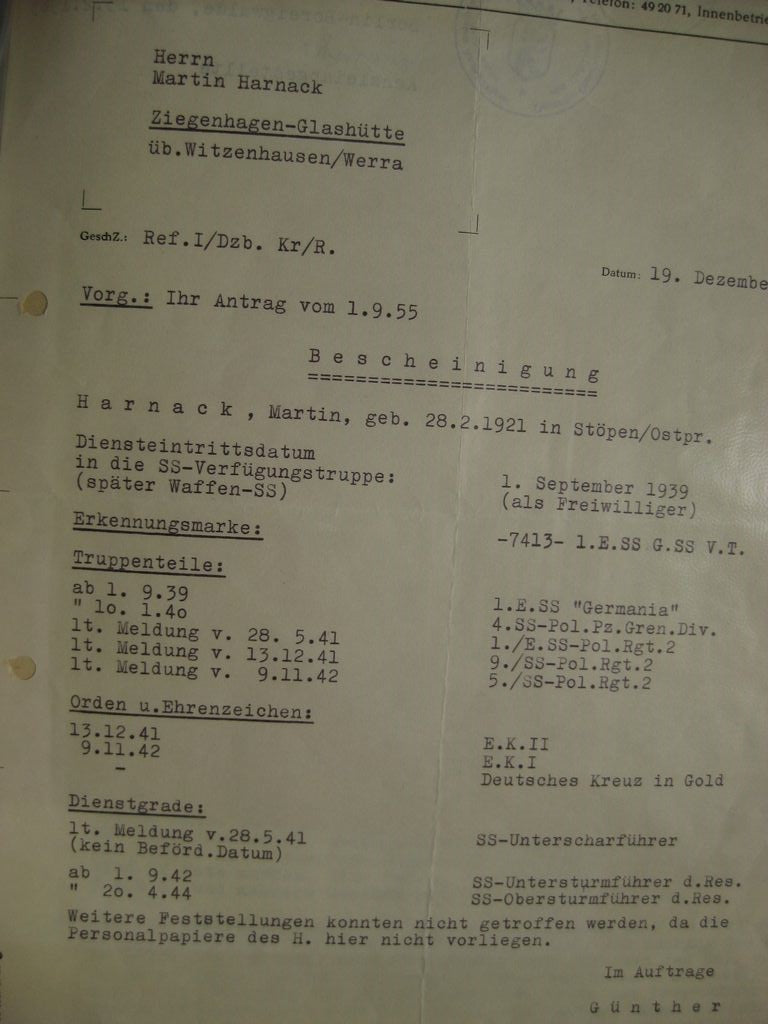 Telefon: 49 20 71, Innenbetrie
Herrn
Martin Harnack
Ziegenhagen-Glashütte
üb.Witzenhausen/Werra
GeschZ.: Ref.I/Dzb. Kr/R.
Datum: 19. Dezembe
Vorg.: Ihr Antrag vom 1.9.55
B e s c h e i n i g u n g
========================
H a r n a c k , Martin, geb. 28.2.1921 in Stöpen/Ostpr.
Diensteintrittsdatum
in die SS-Verfügungstruppe:
(später Waffen-SS)
1. September 1939
(als Freiwilliger)
Erkennungsmarke:
-7413- 1.E.SS G.SS V.T.
Truppenteile:
ab 1. 9.39 1.E.SS "Germania"
" 1o. 1.4o 4.SS-Pol.Pz.Gren.Div.
lt. Meldung v. 28. 5.41 1./E.SS-Pol.Rgt.2
lt. Meldung v. 13.12.41 9./SS-Pol.Rgt.2
lt. Meldung v. 9.11.42 5./SS-Pol.Rgt.2
Orden u.Ehrenzeichen:
13.12.41 E.K.II
9.11.42 E.K.I
- Deutsches Kreuz in Gold
Dienstgrade:
lt. Meldung v.28.5.41 SS-Unterscharführer
(kein Beförd.Datum)
ab 1. 9.42 SS-Untersturmführer d.Res.
" 2o. 4.44 SS-Obersturmführer d.Res.
Weitere Feststellungen konnten nicht getroffen werden, da die
Personalpapiere des H. hier nicht vorliegen.
Im Auftrage
G ü n t h e r